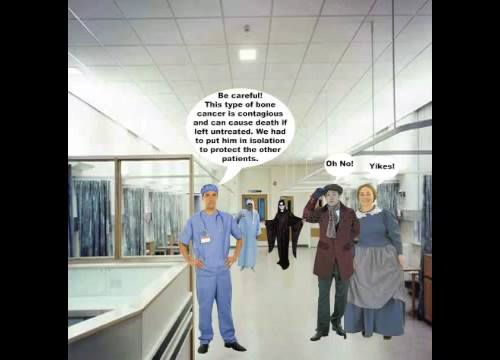 Be careful!
This type of bone
cancer is contagious
and can cause death if
left untreated. We had
to put him in isolation
to protect the other
patients.
Oh No!
Yikes!